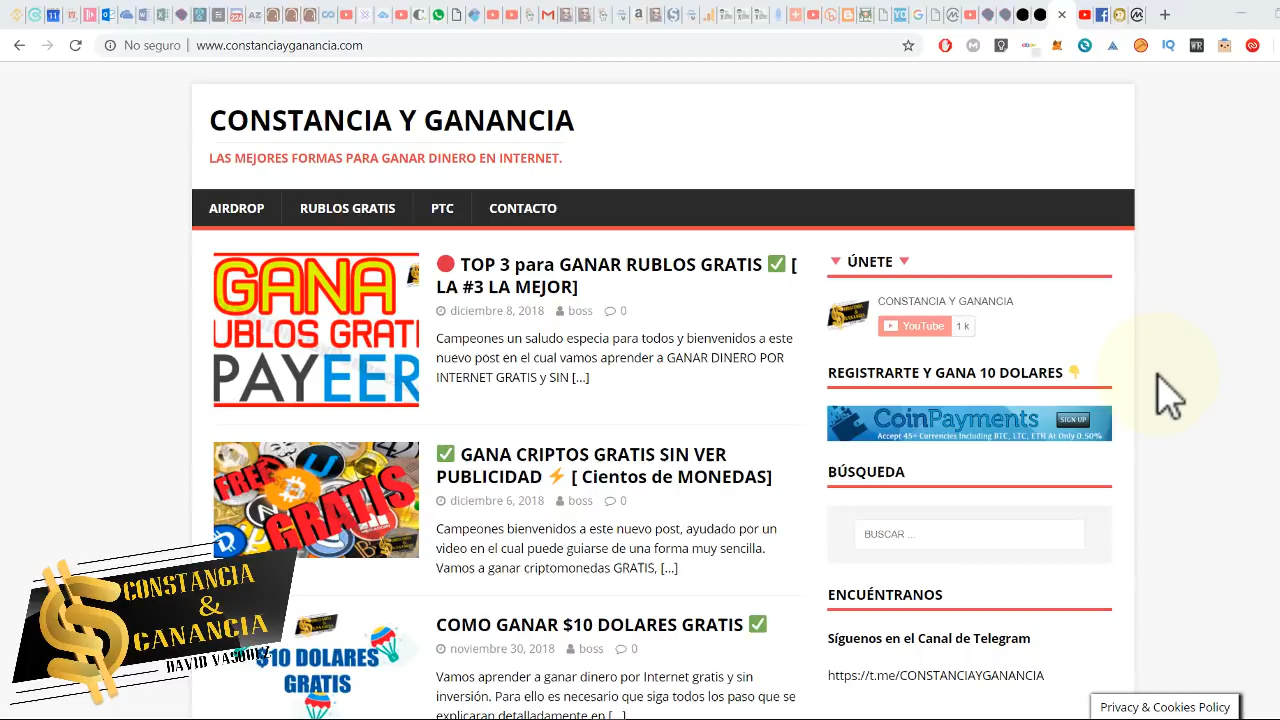 No seguro
www.constanciayganancia.com
CONSTANCIA Y GANANCIA
LAS MEJORES FORMAS PARA GANAR DINERO EN INTERNET.
AIRDROP
RUBLOS GRATIS
PTC
CONTACTO
GANA
RUBLOS GRATI
PAYEER
🔴 TOP 3 para GANAR RUBLOS GRATIS ✅ [
LA #3 LA MEJOR]
diciembre 8, 2018 boss 0
Campeones un saludo especia para todos y bienvenidos a este
nuevo post en el cual vamos aprender a GANAR DINERO POR
INTERNET GRATIS y SIN [...]
FREE
GRATIS
✅ GANA CRIPTOS GRATIS SIN VER
PUBLICIDAD ⚡ [ Cientos de MONEDAS]
diciembre 6, 2018 boss 0
Campeones bienvenidos a este nuevo post, ayudado por un
video en el cual puede guiarse de una forma muy sencilla.
Vamos a ganar criptomonedas GRATIS, [...]
$10 DOLARES
GRATIS
COMO GANAR $10 DOLARES GRATIS ✅
noviembre 30, 2018 boss 0
Vamos aprender a ganar dinero por Internet gratis y sin
inversión. Para ello es necesario que siga todos los paso que se
explicaran detalladamente en [...]
🔻 ÚNETE 🔻
CONSTANCIA Y GANANCIA
YouTube 1 k
REGISTRARTE Y GANA 10 DOLARES 👇
CoinPayments
SIGN UP
Accept 45+ Currencies Including BTC, LTC, ETH At Only 0.50%
BÚSQUEDA
BUSCAR ...
ENCUÉNTRANOS
Síguenos en el Canal de Telegram
https://t.me/CONSTANCIAYGANANCIA
Privacy & Cookies Policy
CONSTANCIA
&
GANANCIA
DAVID VASQUEZ